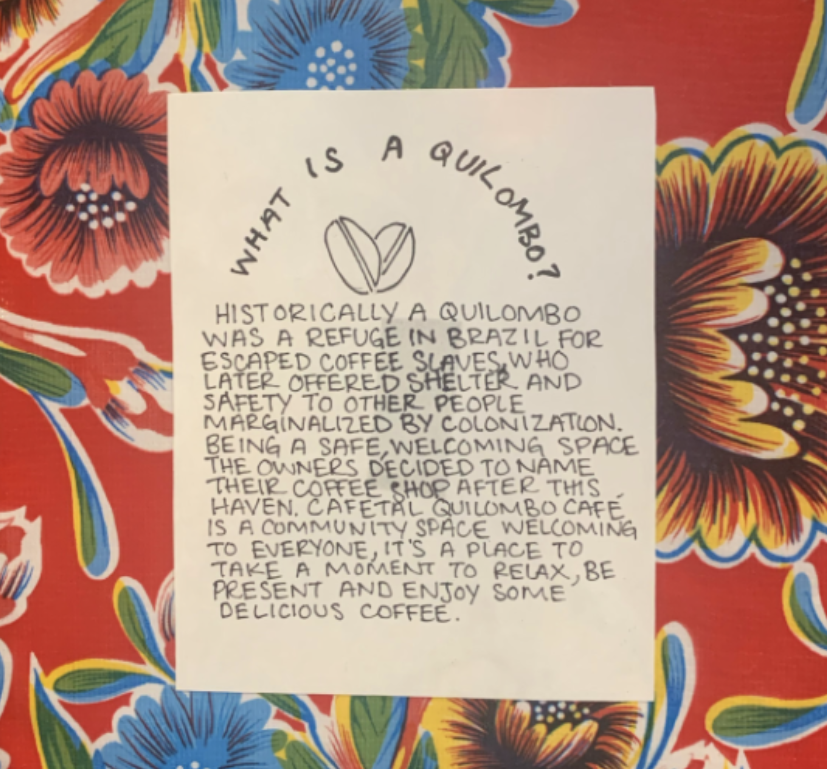 WHAT IS A QUILOMBO?
HISTORICALLY A QUILOMBO
WAS A REFUGE IN BRAZIL FOR
ESCAPED COFFEE SLAVES, WHO
LATER OFFERED SHELTER AND
SAFETY TO OTHER PEOPLE
MARGINALIZED BY COLONIZATION.
BEING A SAFE, WELCOMING SPACE
THE OWNERS DECIDED TO NAME
THEIR COFFEE SHOP AFTER THIS
HAVEN. CAFETAL QUILOMBO CAFE
IS A COMMUNITY SPACE WELCOMING
TO EVERYONE, IT'S A PLACE TO
TAKE A MOMENT TO RELAX, BE
PRESENT AND ENJOY SOME
DELICIOUS COFFEE.